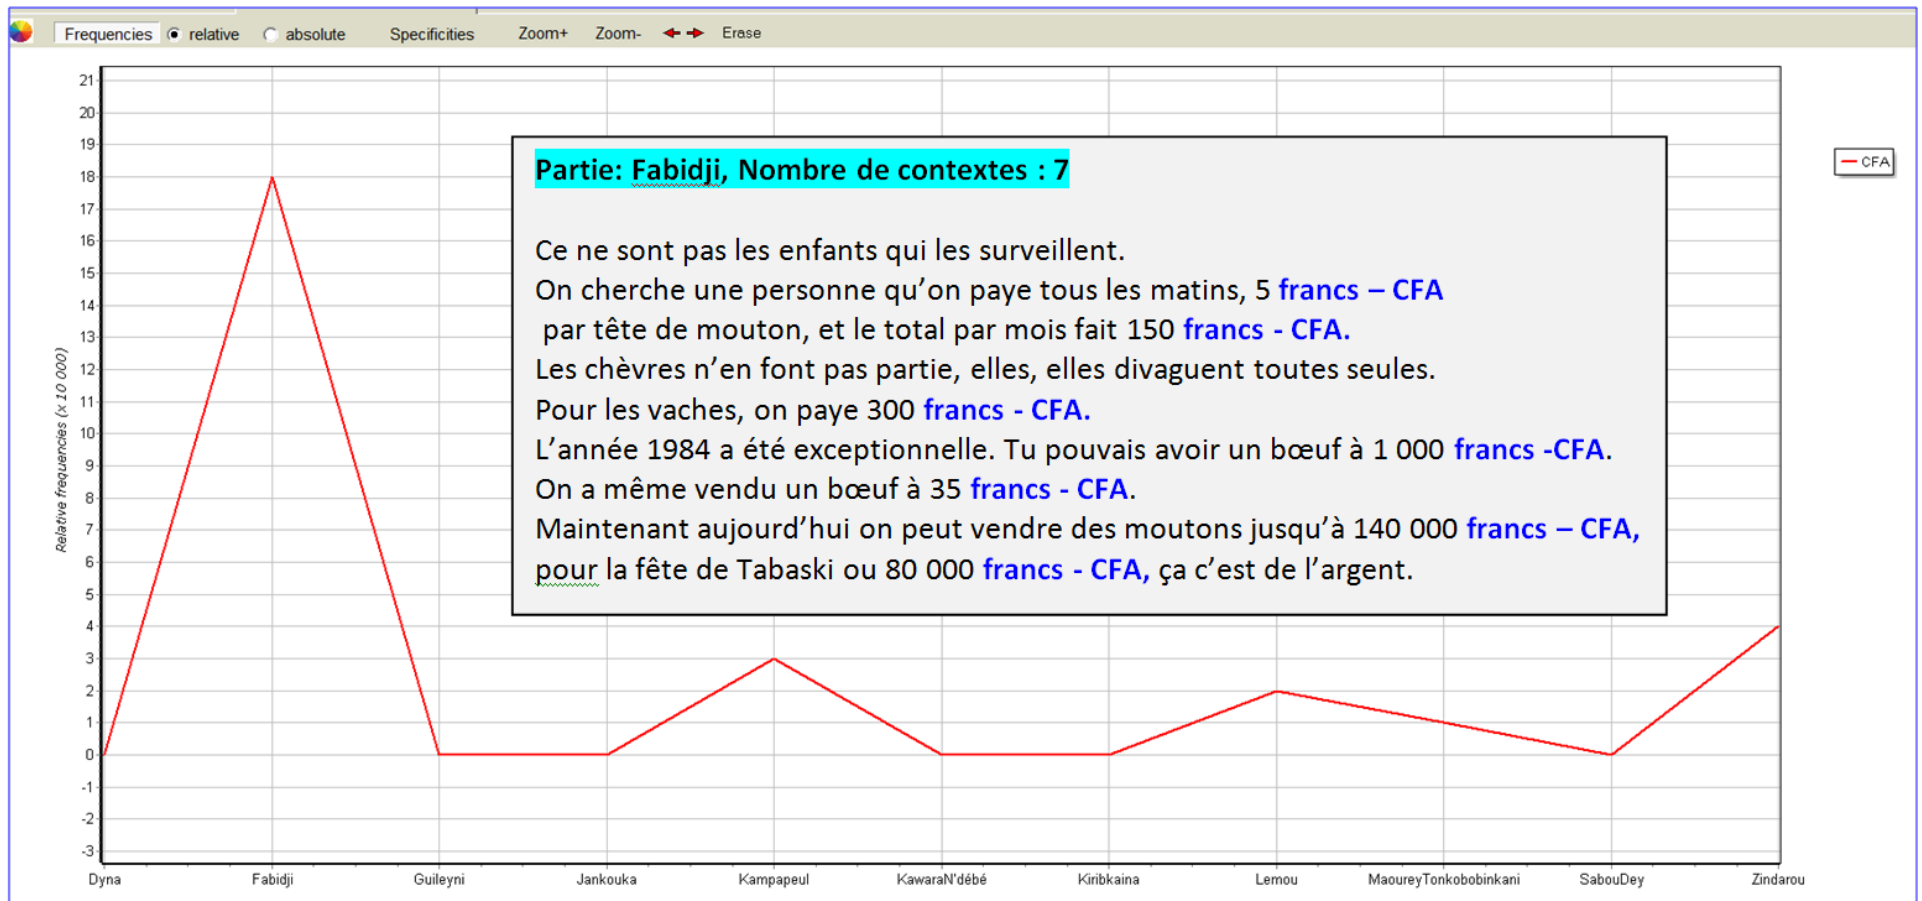 Frequencies relative absolute Specificities Zoom+ Zoom- Erase
21
20
19
18
17
16
15
14
13
12
11
10
9
8
7
6
5
4
3
2
1
0
-1
-2
-3
Relative frequencies (x 10 000)
Partie: Fabidji, Nombre de contextes : 7
Ce ne sont pas les enfants qui les surveillent.
On cherche une personne qu’on paye tous les matins, 5 francs – CFA
par tête de mouton, et le total par mois fait 150 francs - CFA.
Les chèvres n’en font pas partie, elles, elles divaguent toutes seules.
Pour les vaches, on paye 300 francs - CFA.
L’année 1984 a été exceptionnelle. Tu pouvais avoir un bœuf à 1 000 francs -CFA.
On a même vendu un bœuf à 35 francs - CFA.
Maintenant aujourd’hui on peut vendre des moutons jusqu’à 140 000 francs – CFA,
pour la fête de Tabaski ou 80 000 francs - CFA, ça c’est de l’argent.
CFA
Dyna Fabidji Guileyni Jankouka Kampapeul KawaraN'débé Kiribkaina Lemou MaoureyTonkobobinkani SabouDey Zindarou